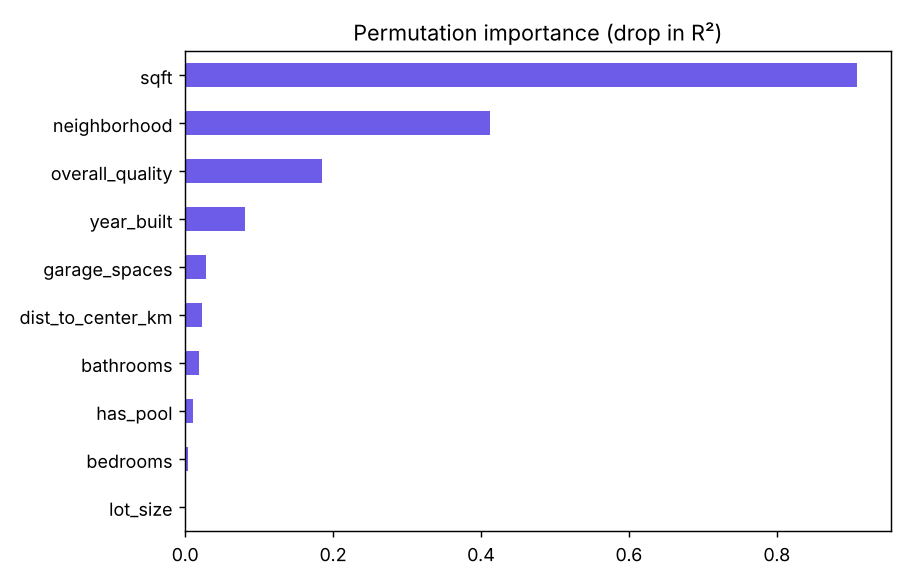 Permutation importance (drop in R²)
sqft
neighborhood
overall_quality
year_built
garage_spaces
dist_to_center_km
bathrooms
has_pool
bedrooms
lot_size
0.0 0.2 0.4 0.6 0.8